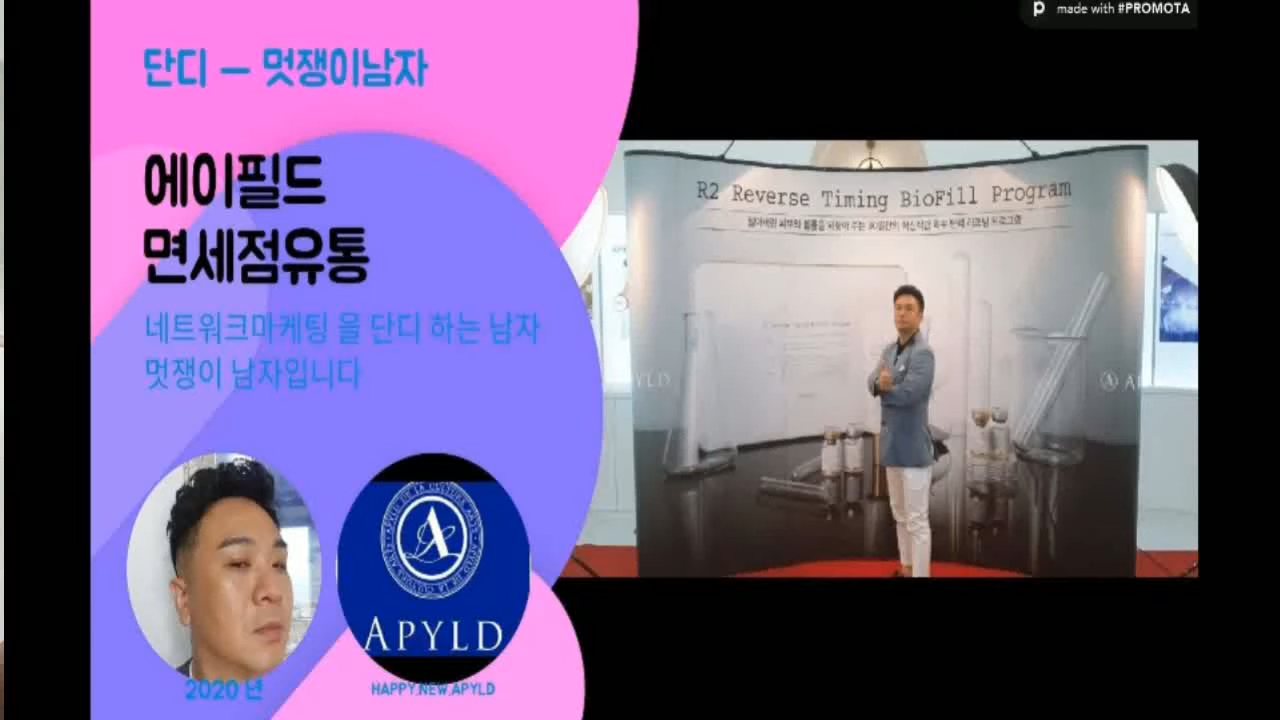 단디 – 멋쟁이남자
에이필드
면세점유통
네트워크마케팅 을 단디 하는 남자
멋쟁이 남자입니다
APYLD
2020 년
HAPPY.NEW.APYLD
made with #PROMOTA
R2 Reverse Timing BioFill Program
YLD